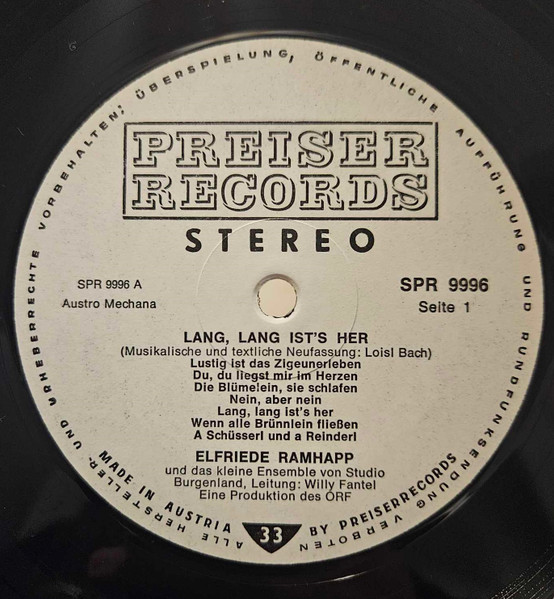 PREISER
RECORDS
STEREO
SPR 9996 A
Austro Mechana
SPR 9996
Seite 1
LANG, LANG IST'S HER
(Musikalische und textliche Neufassung: Loisl Bach)
Lustig ist das Zigeunerleben
Du, du liegst mir im Herzen
Die Blümelein, sie schlafen
Nein, aber nein
Lang, lang ist's her
Wenn alle Brünnlein fließen
A Schüsserl und a Reinderl
ELFRIEDE RAMHAPP
und das kleine Ensemble von Studio
Burgenland, Leitung: Willy Fantel
Eine Produktion des ORF
MADE IN AUSTRIA
33
BY PREISERRECORDS
ALLE HERSTELLER- UND URHEBERRECHTE VORBEHALTEN; ÜBERSPIELUNG, ÖFFENTLICHE AUFFÜHRUNG UND RUNDFUNKSENDUNG VERBOTEN